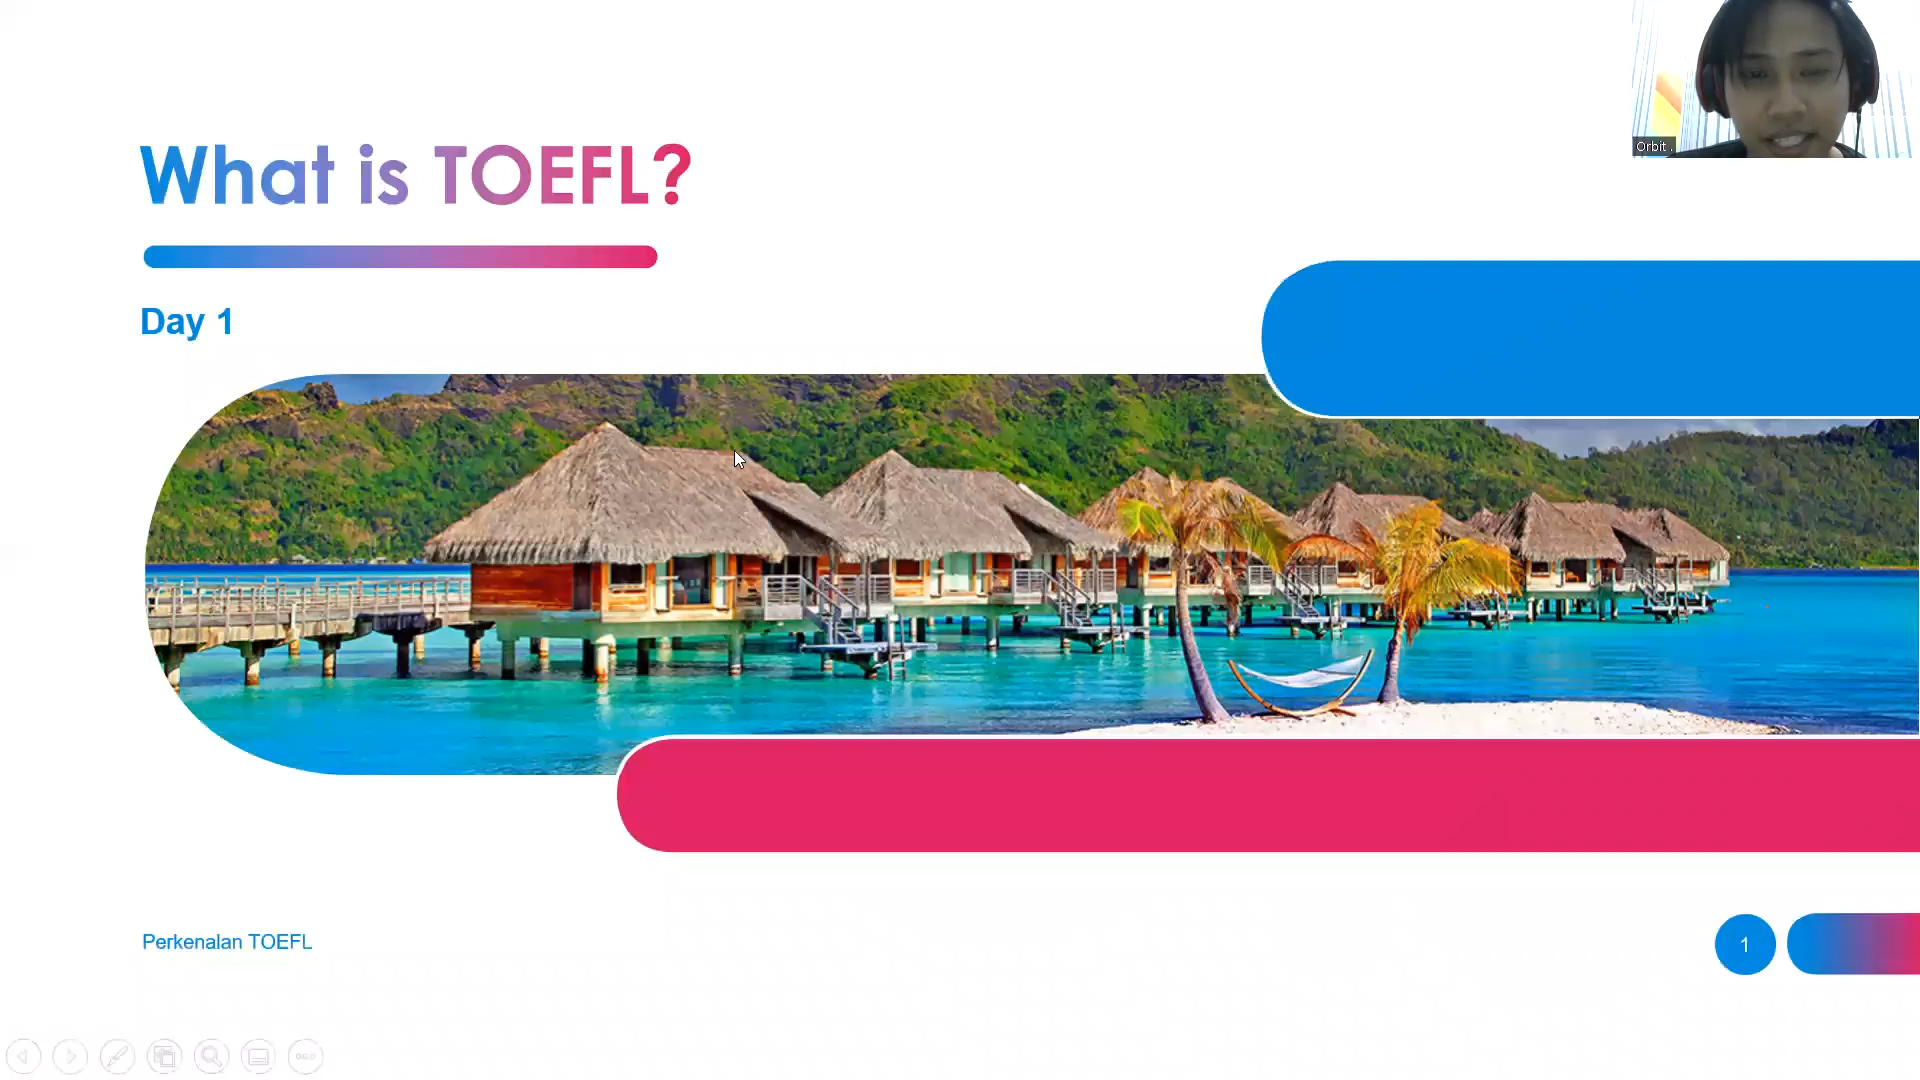 Orbit .
What is TOEFL?
Day 1
Perkenalan TOEFL
1